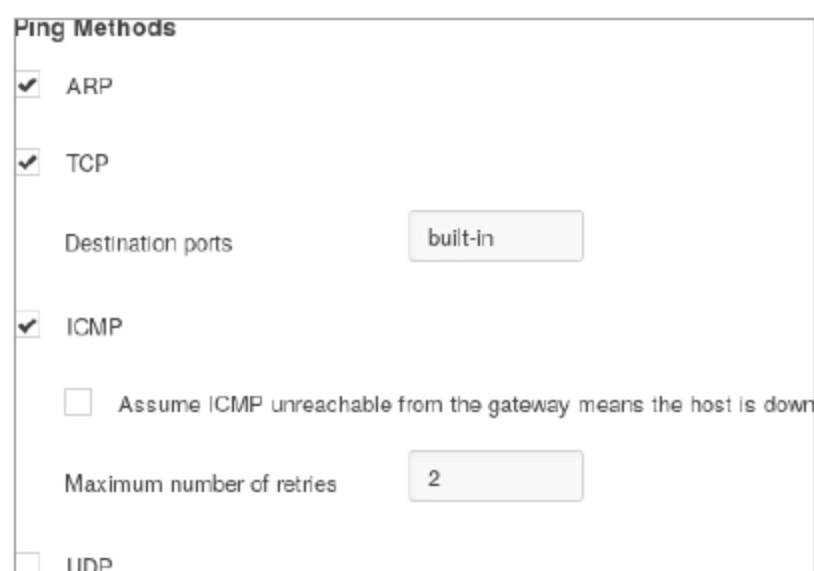 Ping Methods
ARP
TCP
Destination ports
built-in
ICMP
Assume ICMP unreachable from the gateway means the host is down
Maximum number of retries
2
UDP